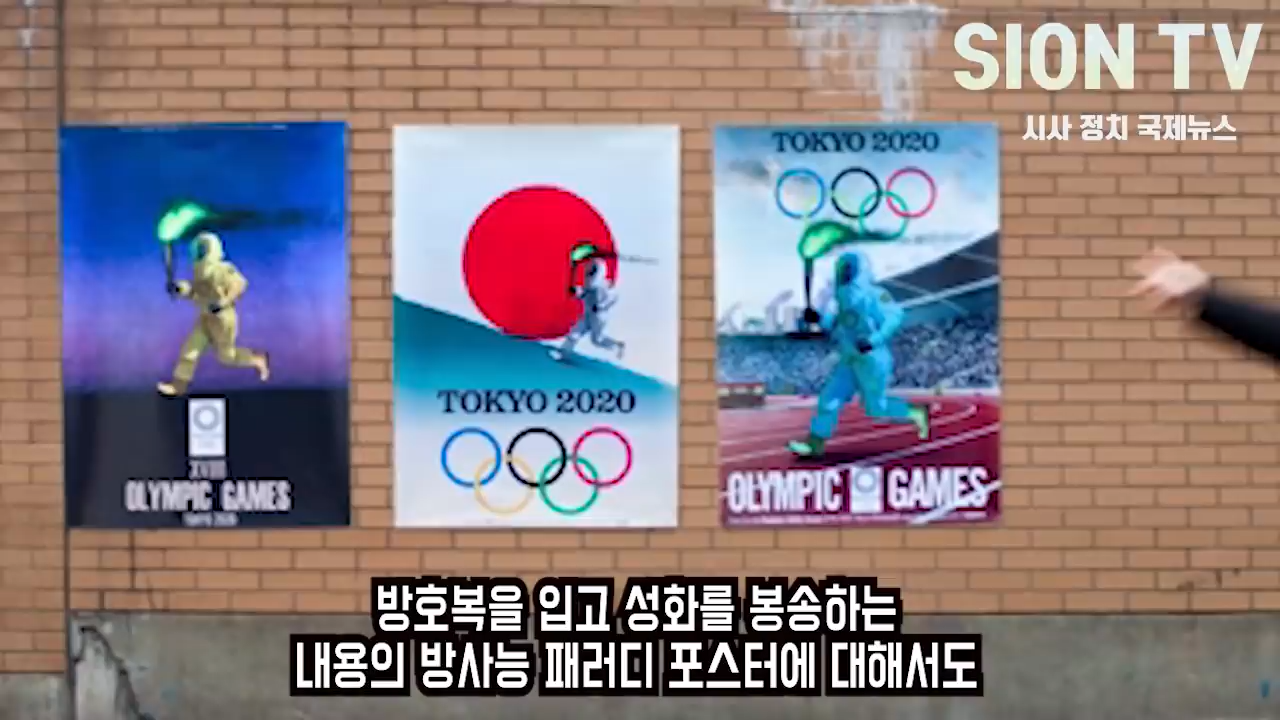 SION TV
시사 정치 국제뉴스
TOKYO 2020
TOKYO 2020
XVIII
OLYMPIC GAMES
OLYMPIC GAMES
방호복을 입고 성화를 봉송하는
내용의 방사능 패러디 포스터에 대해서도